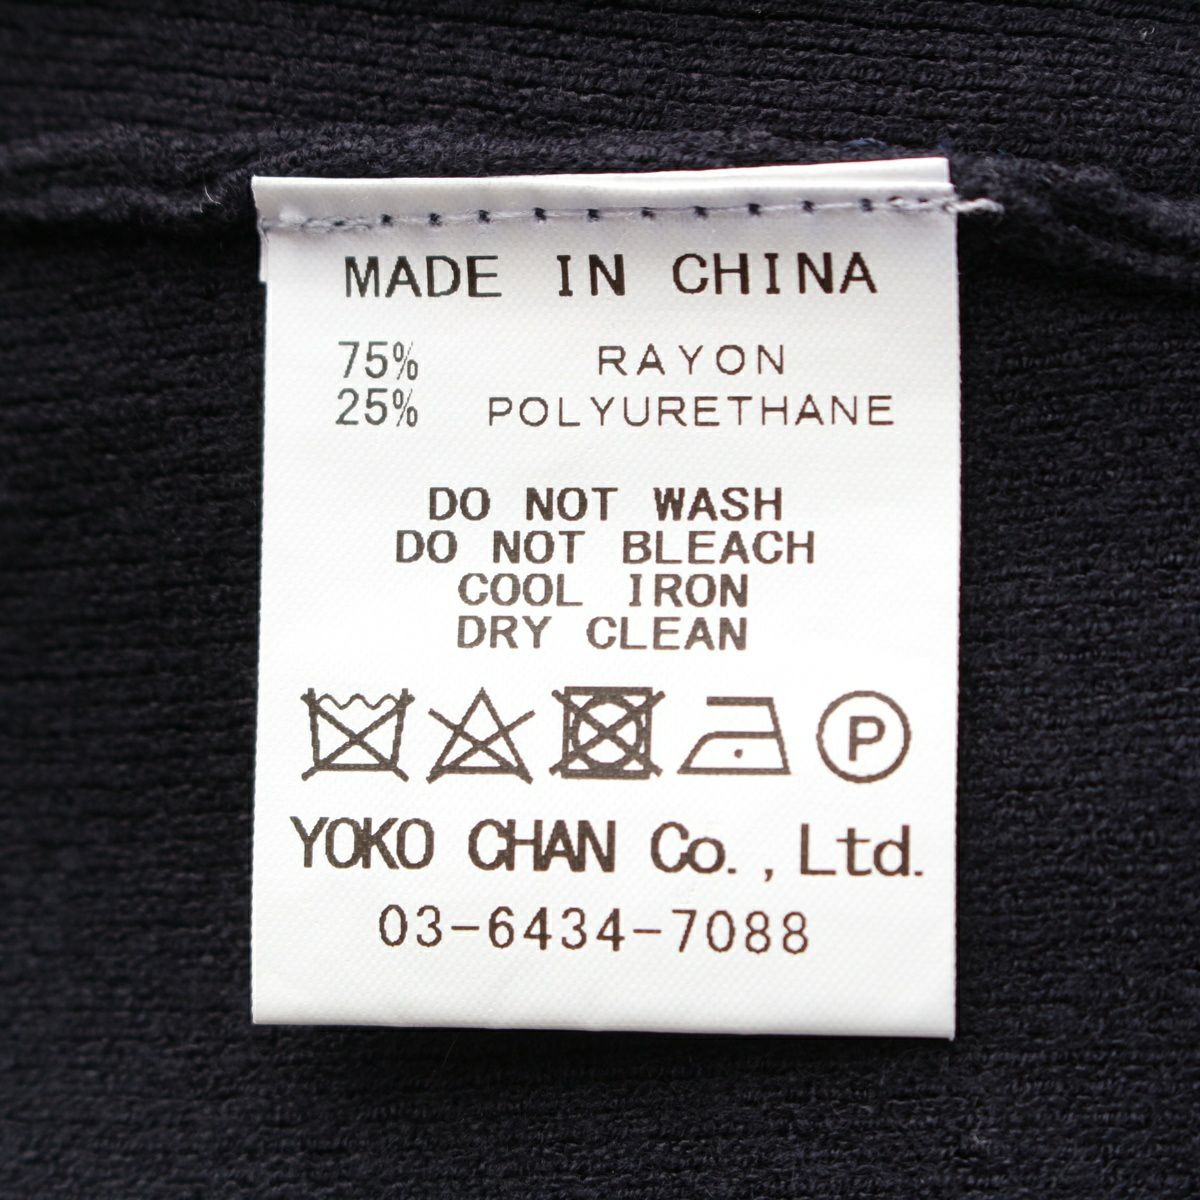 MADE IN CHINA
75% RAYON
25% POLYURETHANE
DO NOT WASH
DO NOT BLEACH
COOL IRON
DRY CLEAN
P
YOKO CHAN Co., Ltd.
03-6434-7088